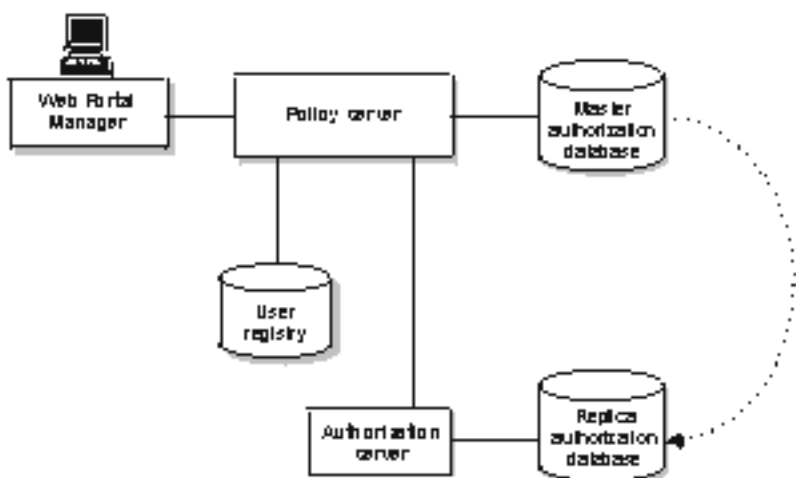 Web Portal
Manager
Policy server
Master
authorization
database
User
registry
Authorization
server
Replica
authorization
database